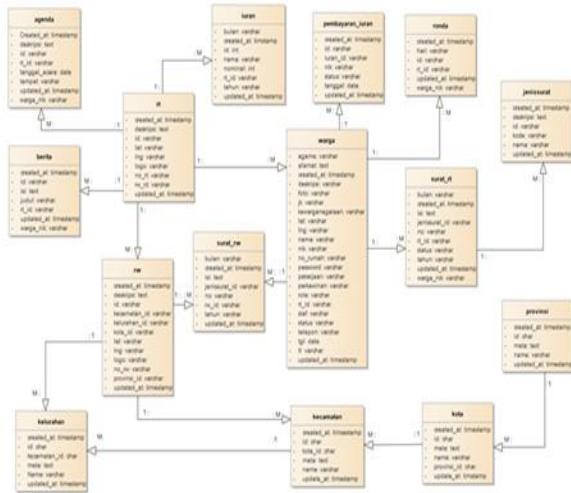 agenda
Created_at timestamp
deskripsi text
id varchar
rt_id varchar
tanggal_acara date
tempat varchar
updated_at timestamp
warga_nik varchar
iuran
bulan varchar
created_at timestamp
id int
nama varchar
nominal int
rt_id varchar
tahun varchar
updated_at timestamp
pembayaran_iuran
created_at timestamp
id varchar
iuran_id varchar
nik varchar
status varchar
tanggal date
updated_at timestamp
ronda
created_at timestamp
hari varchar
id varchar
rt_id varchar
updated_at timestamp
warga_nik varchar
jenissurat
created_at timestamp
deskripsi text
id varchar
kode varchar
nama varchar
updated_at timestamp
rt
created_at timestamp
deskripsi text
id varchar
lat varchar
lng varchar
logo varchar
no_rt varchar
rw_id varchar
updated_at timestamp
berita
created_at timestamp
id varchar
isi text
judul varchar
rt_id varchar
updated_at timestamp
warga_nik varchar
warga
agama varchar
alamat text
created_at timestamp
deskripsi varchar
foto varchar
jk varchar
kewarganegaraan varchar
lat varchar
lng varchar
nama varchar
nik varchar
no_rumah varchar
password varchar
pekerjaan varchar
perkawinan varchar
role varchar
rt_id varchar
staf varchar
status varchar
telepon varchar
tgl date
tl varchar
updated_at timestamp
surat_rt
bulan varchar
created_at timestamp
isi text
jenissurat_id varchar
no varchar
rt_id varchar
status varchar
tahun varchar
updated_at timestamp
warga_nik varchar
surat_rw
bulan varchar
created_at timestamp
isi text
jenissurat_id varchar
no varchar
rw_id varchar
tahun varchar
updated_at timestamp
rw
created_at timestamp
deskripsi text
id varchar
kecamatan_id varchar
kelurahan_id varchar
kota_id varchar
lat varchar
lng varchar
logo varchar
no_rw varchar
provinsi_id varchar
updated_at timestamp
provinsi
created_at timestamp
id char
meta text
name varchar
updated_at timestamp
kelurahan
created_at timestamp
id char
kecamatan_id char
meta text
Name varchar
updated_at timestamp
kecamatan
created_at timestamp
id char
kota_id char
meta text
name varchar
updata_at timestamp
kota
created_at timestamp
id char
meta text
name varchar
provinsi_id char
updata_at timestamp